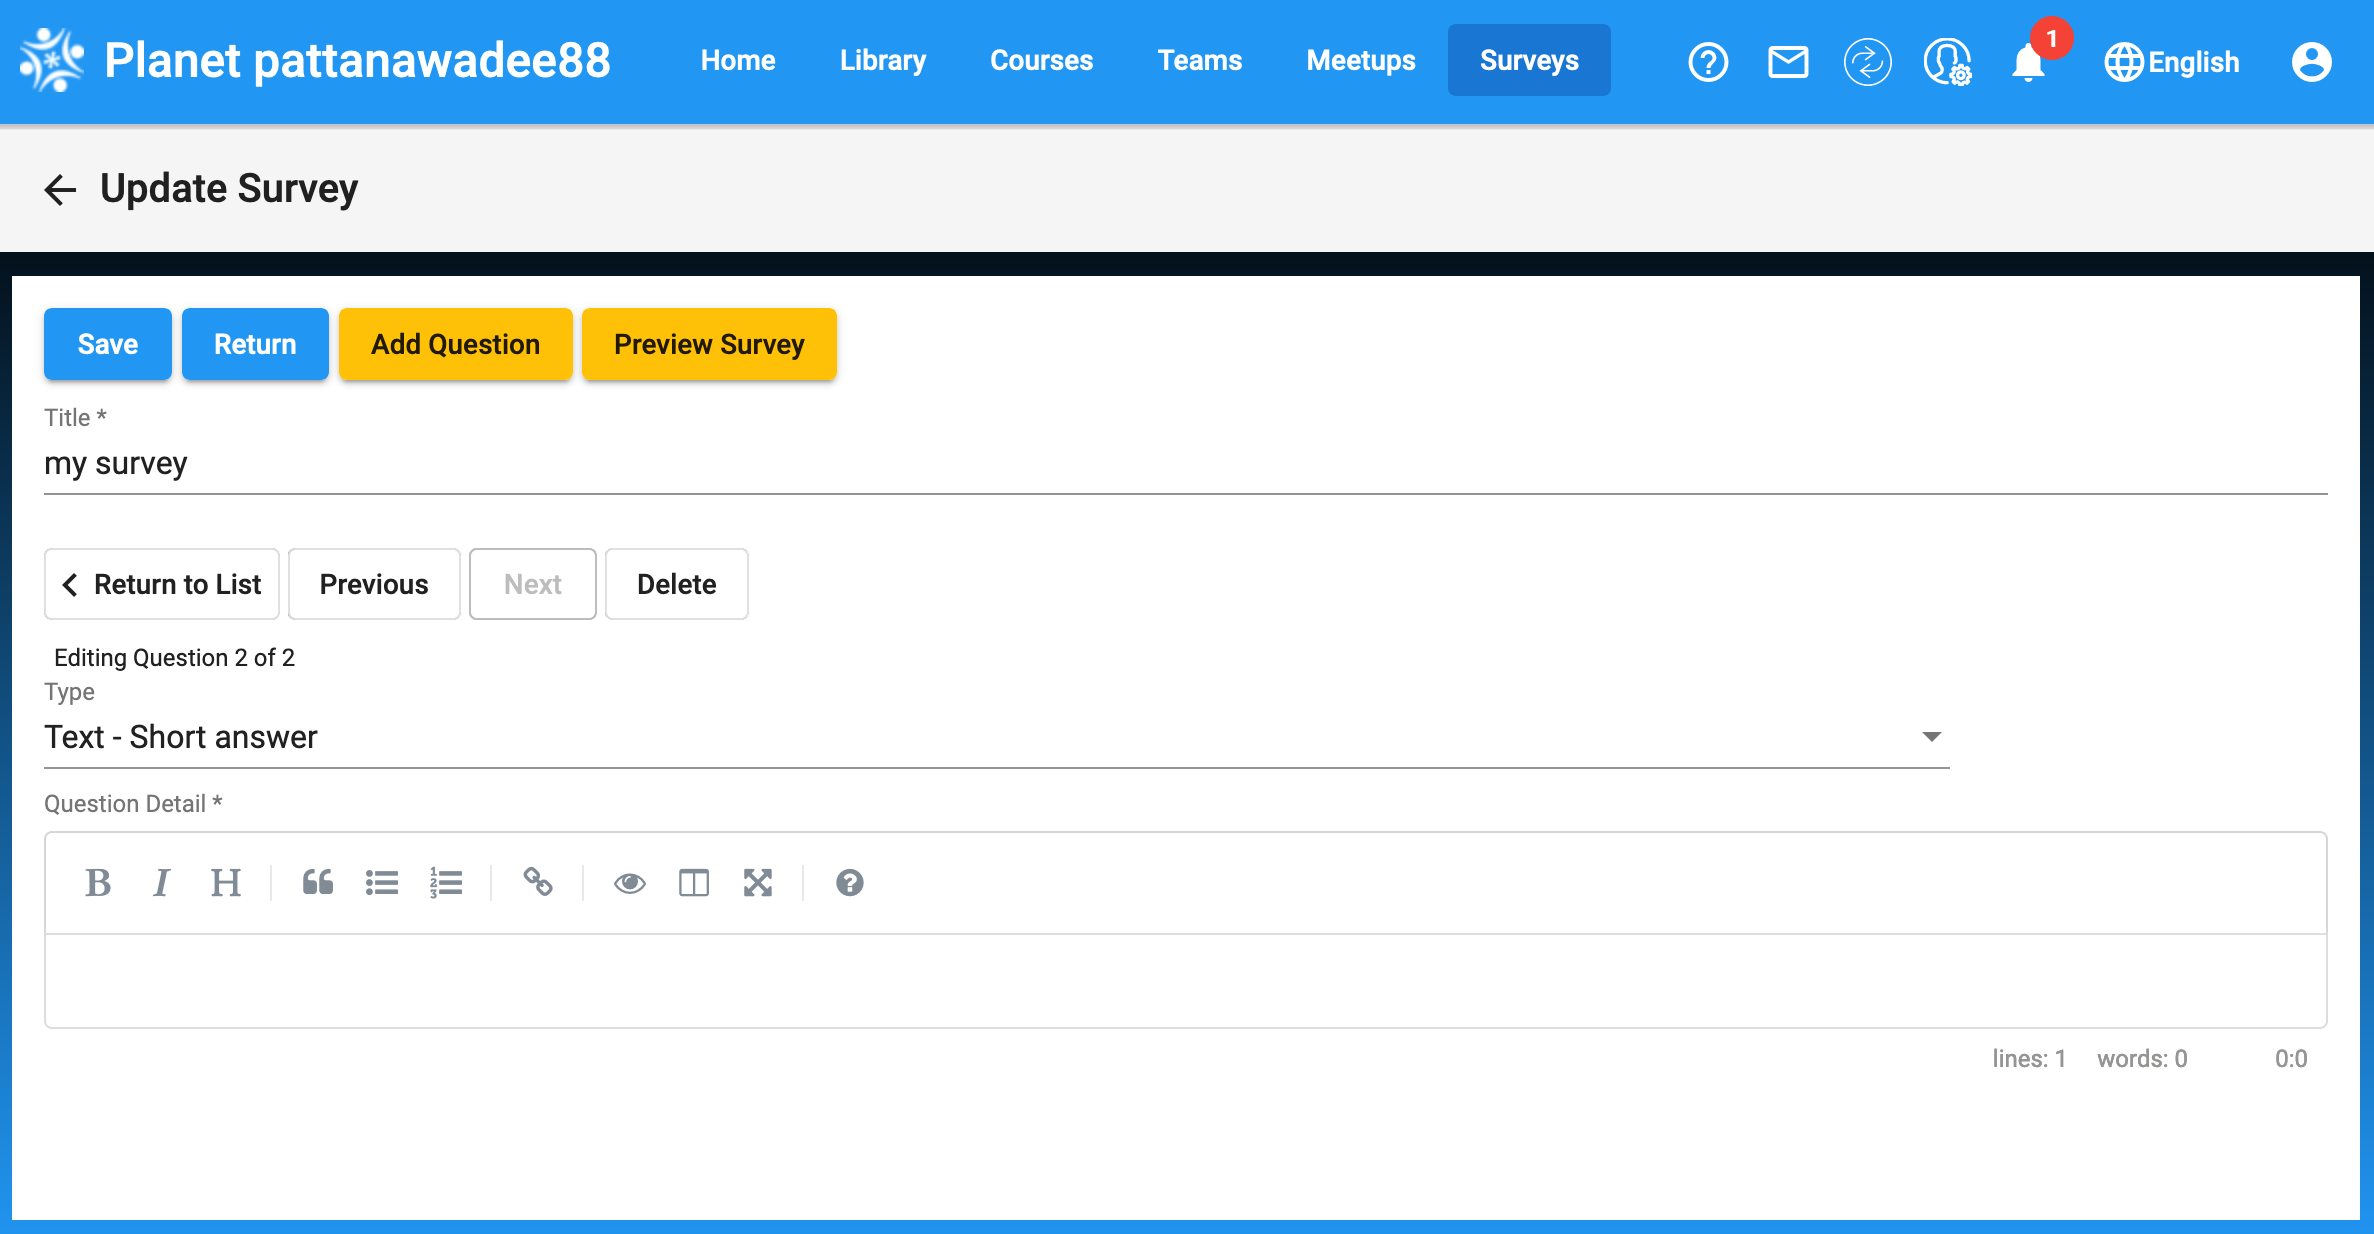 Planet pattanawadee88 Home Library Courses Teams Meetups Surveys 1 English
Update Survey
Save Return Add Question Preview Survey
Title *
my survey
Return to List Previous Next Delete
Editing Question 2 of 2
Type
Text - Short answer
Question Detail *
B I H
lines: 1 words: 0 0:0